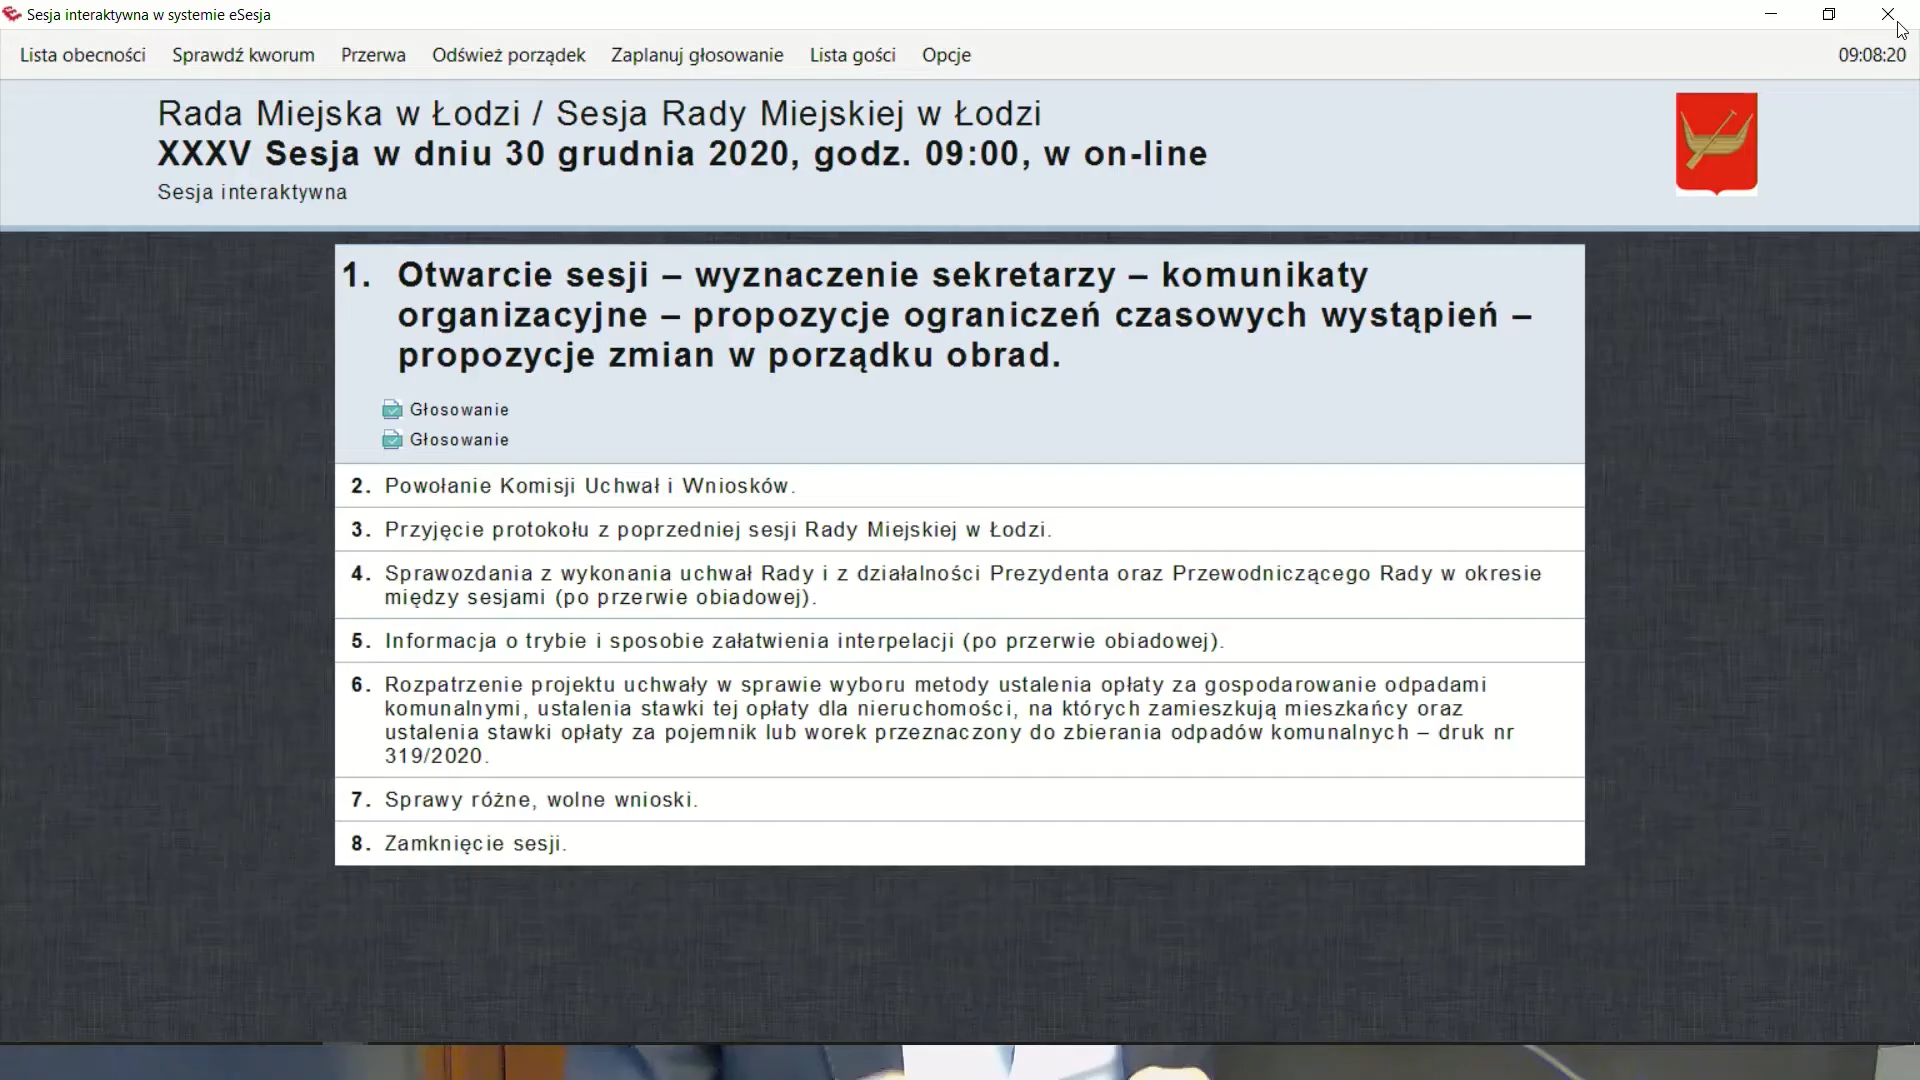 Sesja interaktywna w systemie eSesja
Lista obecności Sprawdź kworum Przerwa Odśwież porządek Zaplanuj głosowanie Lista gości Opcje 09:08:20
Rada Miejska w Łodzi / Sesja Rady Miejskiej w Łodzi
XXXV Sesja w dniu 30 grudnia 2020, godz. 09:00, w on-line
Sesja interaktywna
1. Otwarcie sesji – wyznaczenie sekretarzy – komunikaty
organizacyjne – propozycje ograniczeń czasowych wystąpień –
propozycje zmian w porządku obrad.
Głosowanie
Głosowanie
2. Powołanie Komisji Uchwał i Wniosków.
3. Przyjęcie protokołu z poprzedniej sesji Rady Miejskiej w Łodzi.
4. Sprawozdania z wykonania uchwał Rady i z działalności Prezydenta oraz Przewodniczącego Rady w okresie
między sesjami (po przerwie obiadowej).
5. Informacja o trybie i sposobie załatwienia interpelacji (po przerwie obiadowej).
6. Rozpatrzenie projektu uchwały w sprawie wyboru metody ustalenia opłaty za gospodarowanie odpadami
komunalnymi, ustalenia stawki tej opłaty dla nieruchomości, na których zamieszkują mieszkańcy oraz
ustalenia stawki opłaty za pojemnik lub worek przeznaczony do zbierania odpadów komunalnych – druk nr
319/2020.
7. Sprawy różne, wolne wnioski.
8. Zamknięcie sesji.